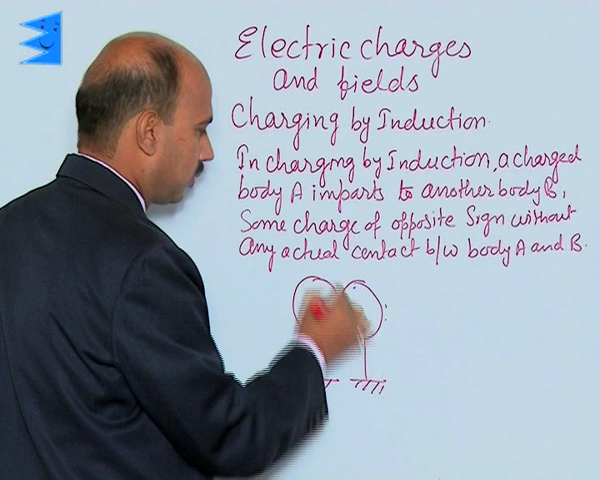 Electric charges
and fields
Charging by Induction.
In charging by Induction, a charged
body A imparts to another body B,
Some charge of opposite Sign without
any actual contact b/w body A and B.